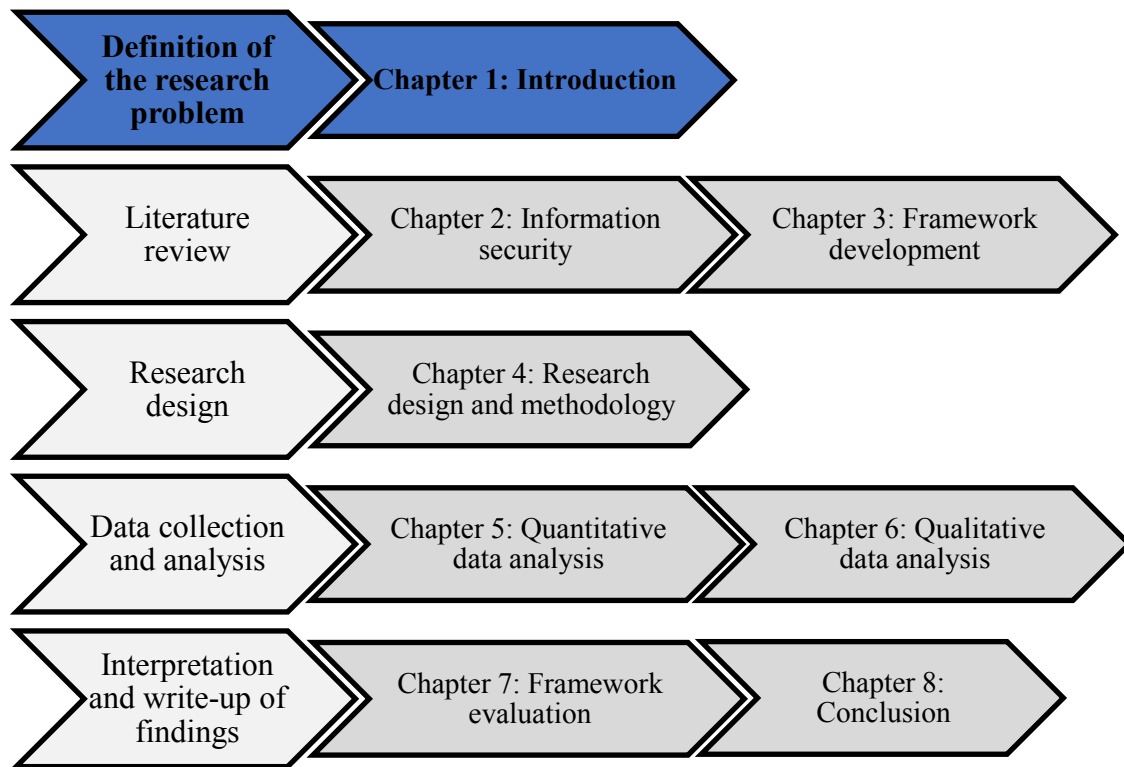 Definition of
the research
problem
Chapter 1: Introduction
Literature
review
Chapter 2: Information
security
Chapter 3: Framework
development
Research
design
Chapter 4: Research
design and methodology
Data collection
and analysis
Chapter 5: Quantitative
data analysis
Chapter 6: Qualitative
data analysis
Interpretation
and write-up of
findings
Chapter 7: Framework
evaluation
Chapter 8:
Conclusion